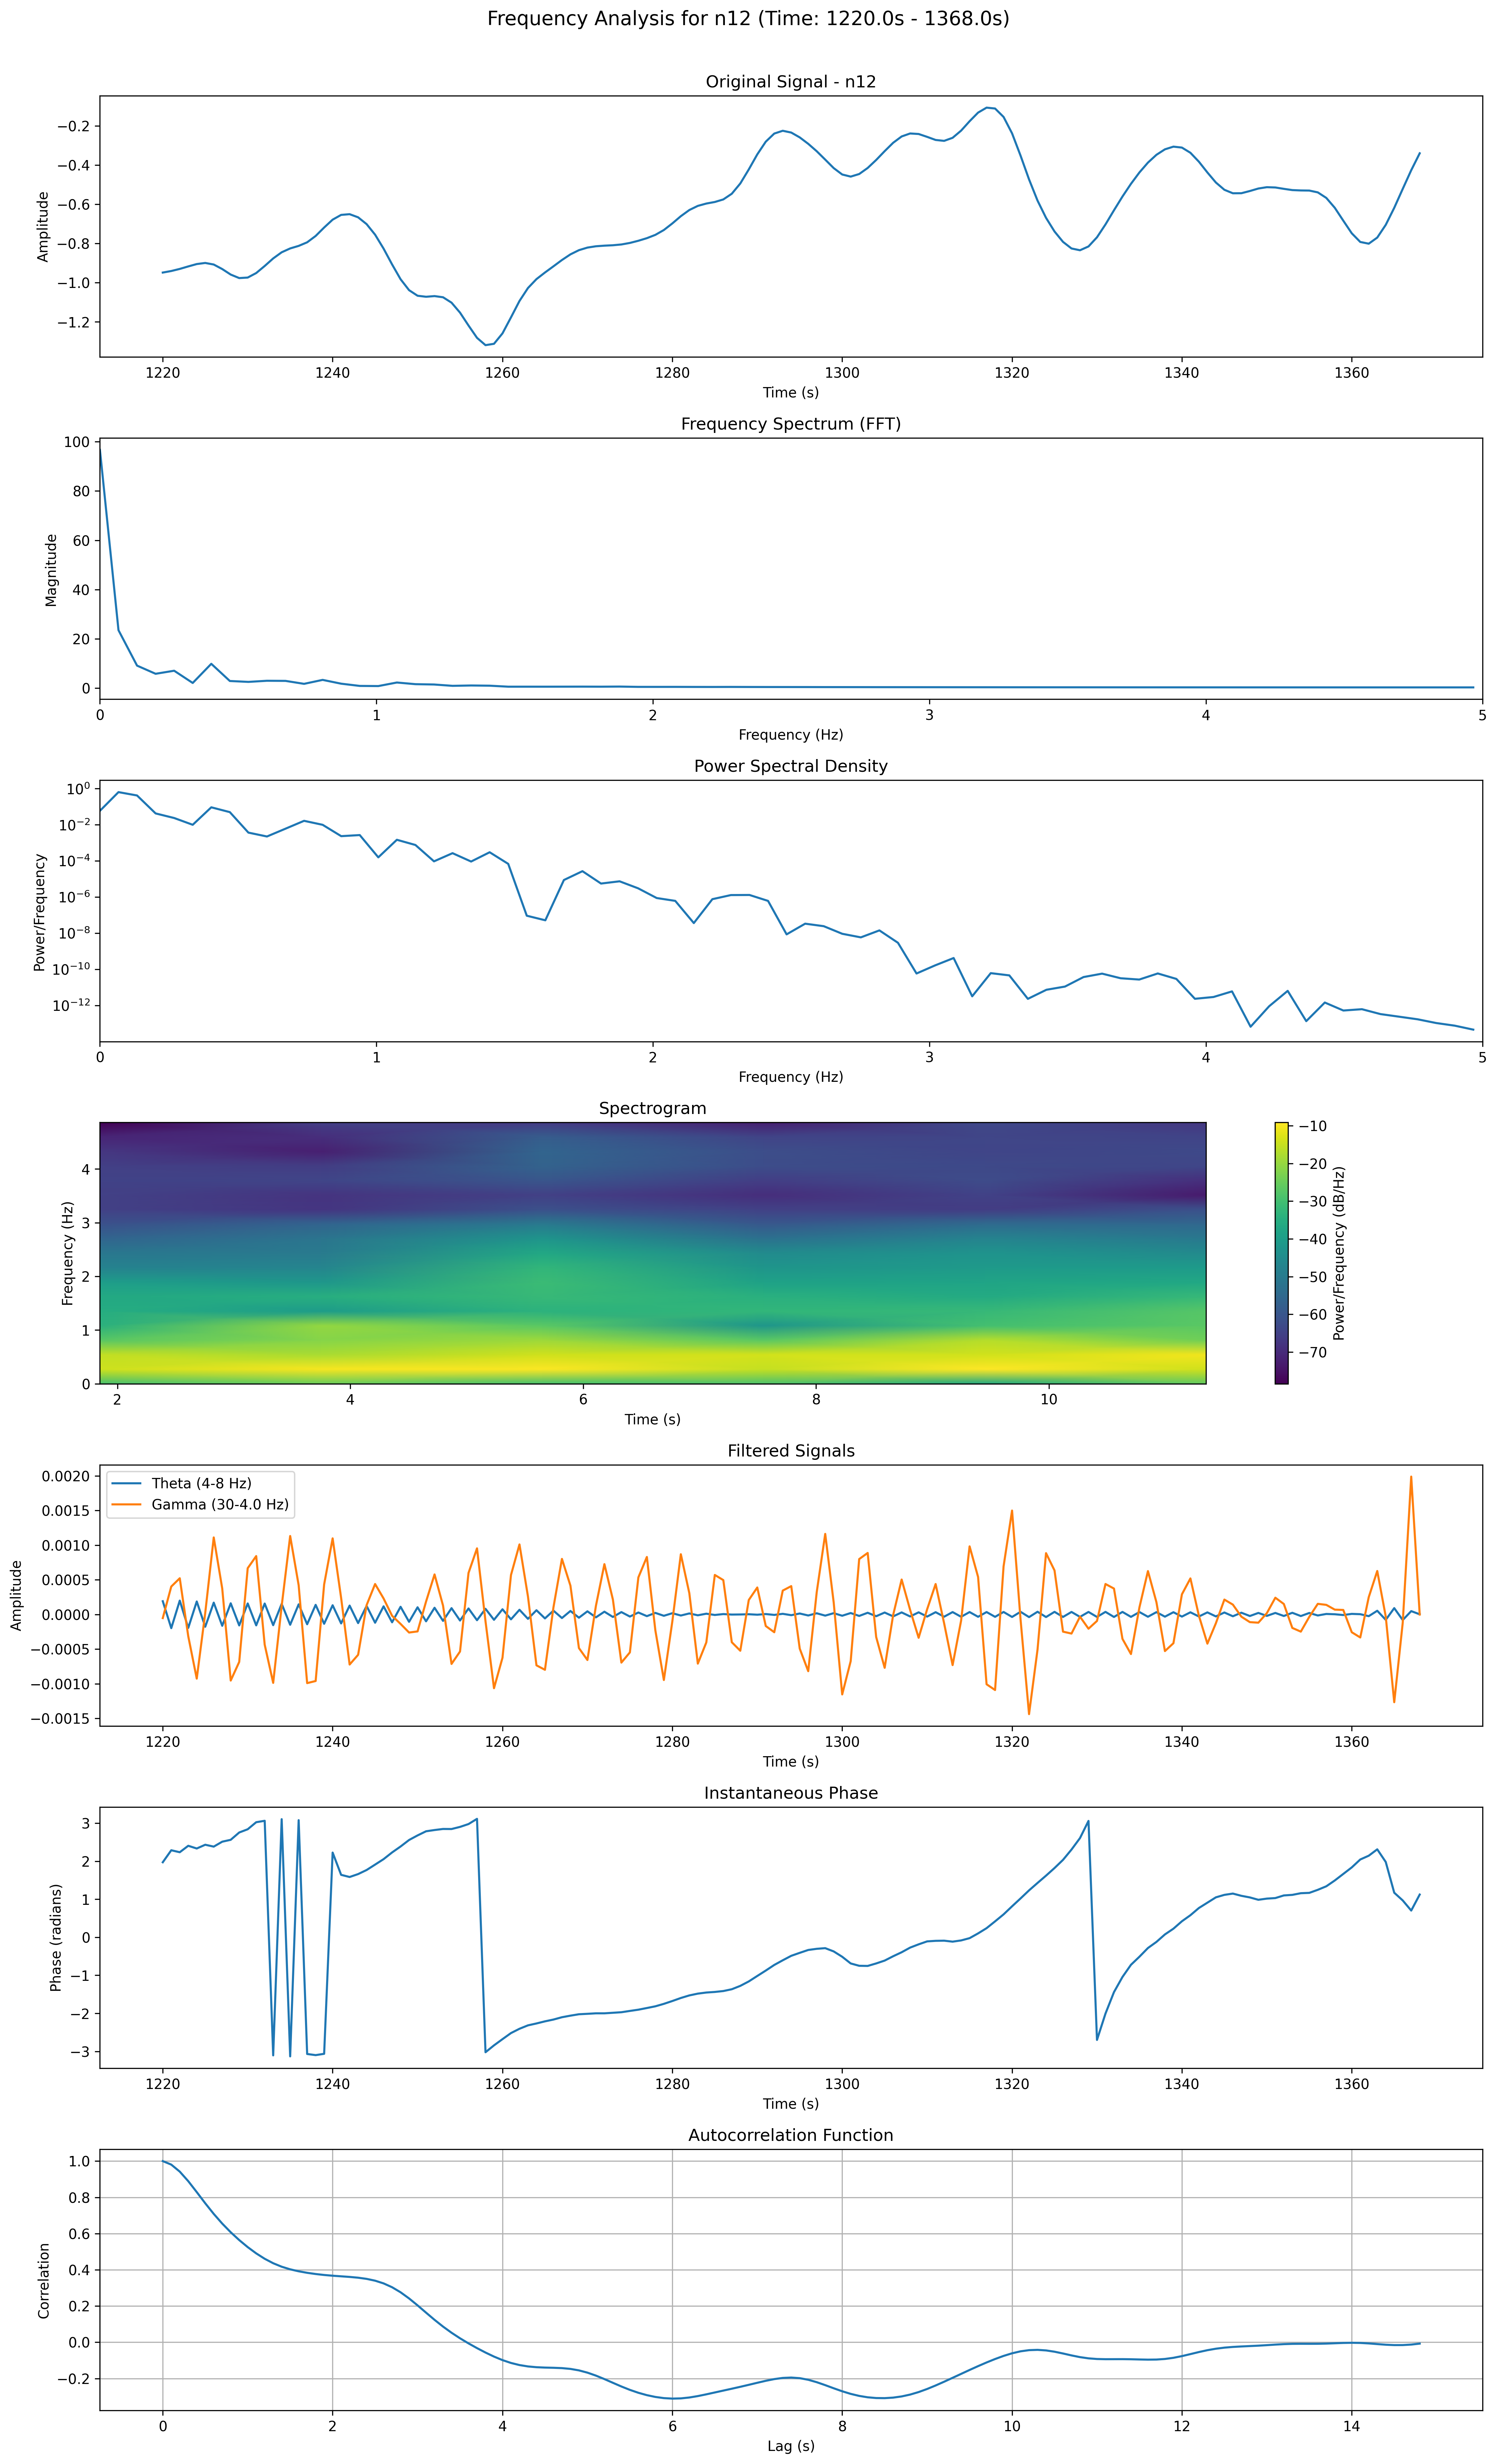 Frequency Analysis for n12 (Time: 1220.0s - 1368.0s)
Original Signal - n12
Amplitude
−0.2
−0.4
−0.6
−0.8
−1.0
−1.2
1220 1240 1260 1280 1300 1320 1340 1360
Time (s)
Frequency Spectrum (FFT)
Magnitude
100
80
60
40
20
0
0 1 2 3 4 5
Frequency (Hz)
Power Spectral Density
Power/Frequency
10⁰
10⁻²
10⁻⁴
10⁻⁶
10⁻⁸
10⁻¹⁰
10⁻¹²
0 1 2 3 4 5
Frequency (Hz)
Spectrogram
Frequency (Hz)
4
3
2
1
0
2 4 6 8 10
Time (s)
−10
−20
−30
−40
−50
−60
−70
Power/Frequency (dB/Hz)
Filtered Signals
Theta (4-8 Hz)
Gamma (30-4.0 Hz)
Amplitude
0.0020
0.0015
0.0010
0.0005
0.0000
−0.0005
−0.0010
−0.0015
1220 1240 1260 1280 1300 1320 1340 1360
Time (s)
Instantaneous Phase
Phase (radians)
3
2
1
0
−1
−2
−3
1220 1240 1260 1280 1300 1320 1340 1360
Time (s)
Autocorrelation Function
Correlation
1.0
0.8
0.6
0.4
0.2
0.0
−0.2
0 2 4 6 8 10 12 14
Lag (s)